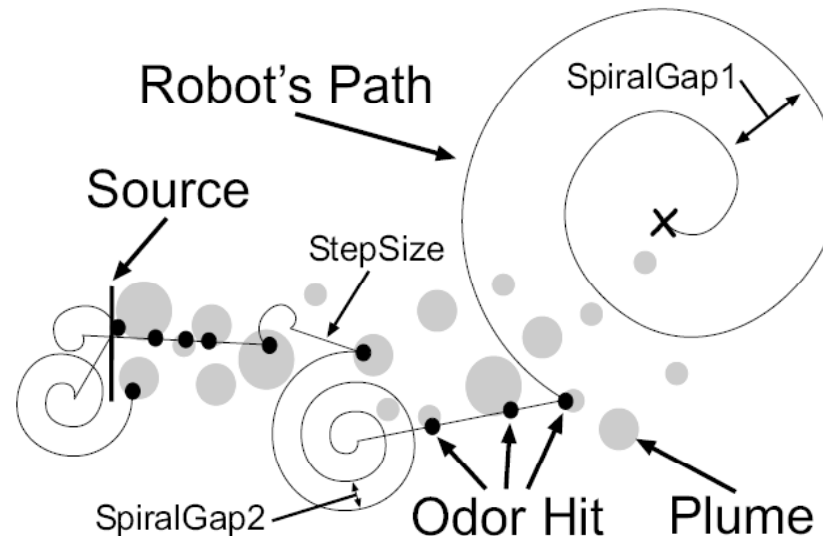 Robot's Path
SpiralGap1
Source
StepSize
SpiralGap2
Odor Hit
Plume